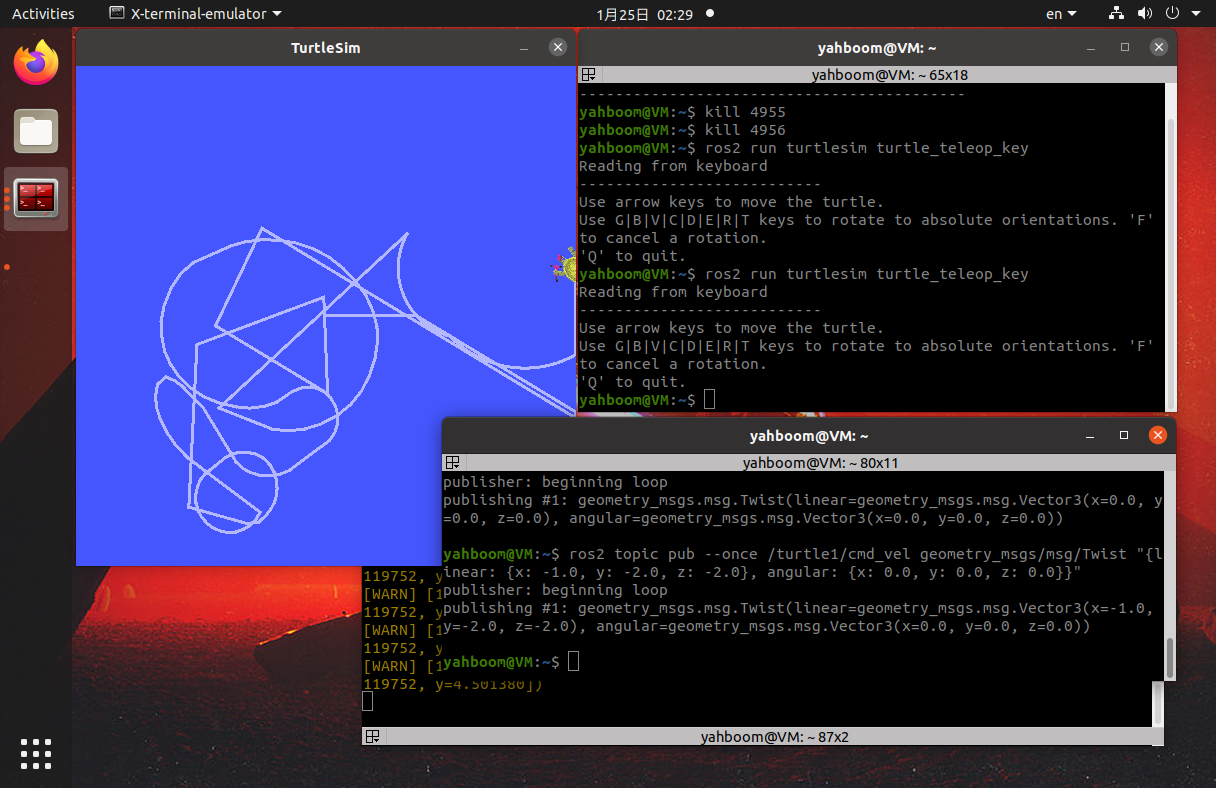 Activities
X-terminal-emulator
1月25日 02:29
en
TurtleSim
yahboom@VM: ~
yahboom@VM: ~ 65x18
-------------------------------------------
yahboom@VM:~$ kill 4955
yahboom@VM:~$ kill 4956
yahboom@VM:~$ ros2 run turtlesim turtle_teleop_key
Reading from keyboard
---------------------------
Use arrow keys to move the turtle.
Use G|B|V|C|D|E|R|T keys to rotate to absolute orientations. 'F'
to cancel a rotation.
'Q' to quit.
yahboom@VM:~$ ros2 run turtlesim turtle_teleop_key
Reading from keyboard
---------------------------
Use arrow keys to move the turtle.
Use G|B|V|C|D|E|R|T keys to rotate to absolute orientations. 'F'
to cancel a rotation.
'Q' to quit.
yahboom@VM:~$
yahboom@VM: ~
yahboom@VM: ~ 80x11
publisher: beginning loop
publishing #1: geometry_msgs.msg.Twist(linear=geometry_msgs.msg.Vector3(x=0.0, y
=0.0, z=0.0), angular=geometry_msgs.msg.Vector3(x=0.0, y=0.0, z=0.0))
yahboom@VM:~$ ros2 topic pub --once /turtle1/cmd_vel geometry_msgs/msg/Twist "{l
inear: {x: -1.0, y: -2.0, z: -2.0}, angular: {x: 0.0, y: 0.0, z: 0.0}}"
publisher: beginning loop
publishing #1: geometry_msgs.msg.Twist(linear=geometry_msgs.msg.Vector3(x=-1.0,
y=-2.0, z=-2.0), angular=geometry_msgs.msg.Vector3(x=0.0, y=0.0, z=0.0))
yahboom@VM:~$
119752, y
[WARN] [1
119752, y
[WARN] [1
119752, y
[WARN] [1
119752, y=4.501380])
yahboom@VM: ~ 87x2